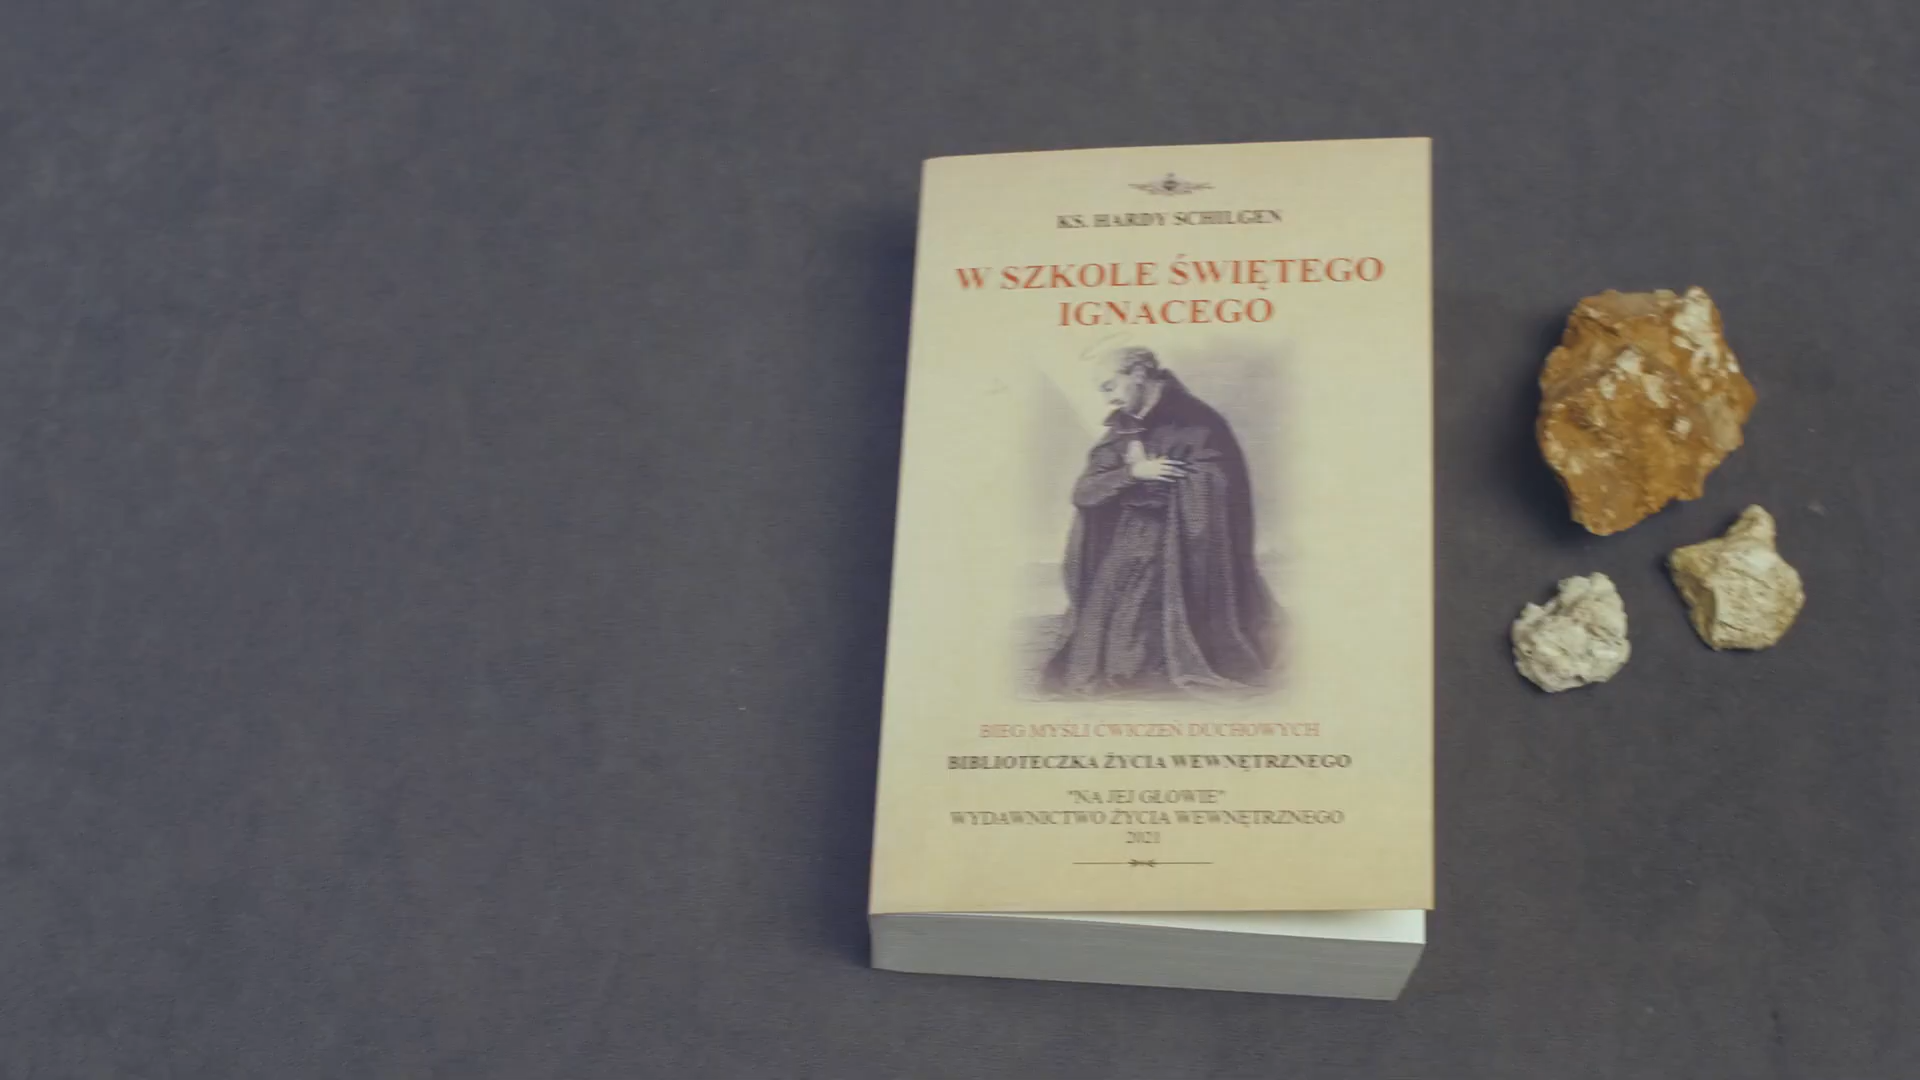 KS. HARDY SCHILGEN
W SZKOLE ŚWIĘTEGO
IGNACEGO
BIEG MYŚLI ĆWICZEŃ DUCHOWYCH
BIBLIOTECZKA ŻYCIA WEWNĘTRZNEGO
"NA JEJ GŁOWIE"
WYDAWNICTWO ŻYCIA WEWNĘTRZNEGO
2021